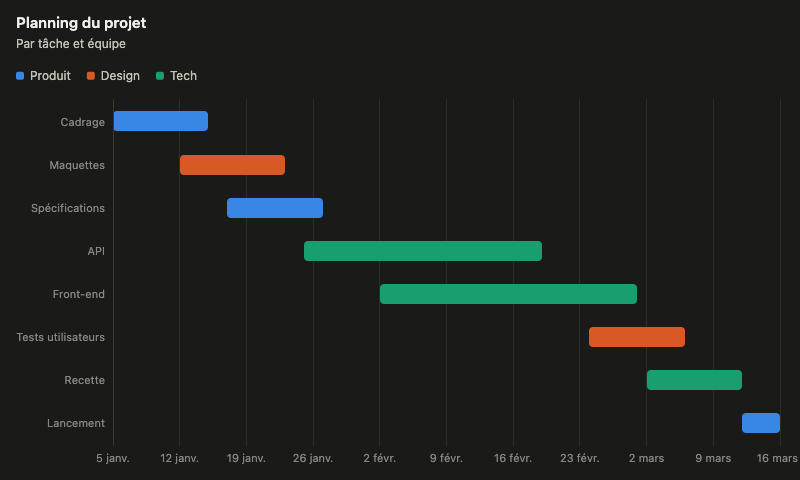 Planning du projet
Par tâche et équipe
Produit Design Tech
Cadrage
Maquettes
Spécifications
API
Front-end
Tests utilisateurs
Recette
Lancement
5 janv. 12 janv. 19 janv. 26 janv. 2 févr. 9 févr. 16 févr. 23 févr. 2 mars 9 mars 16 mars